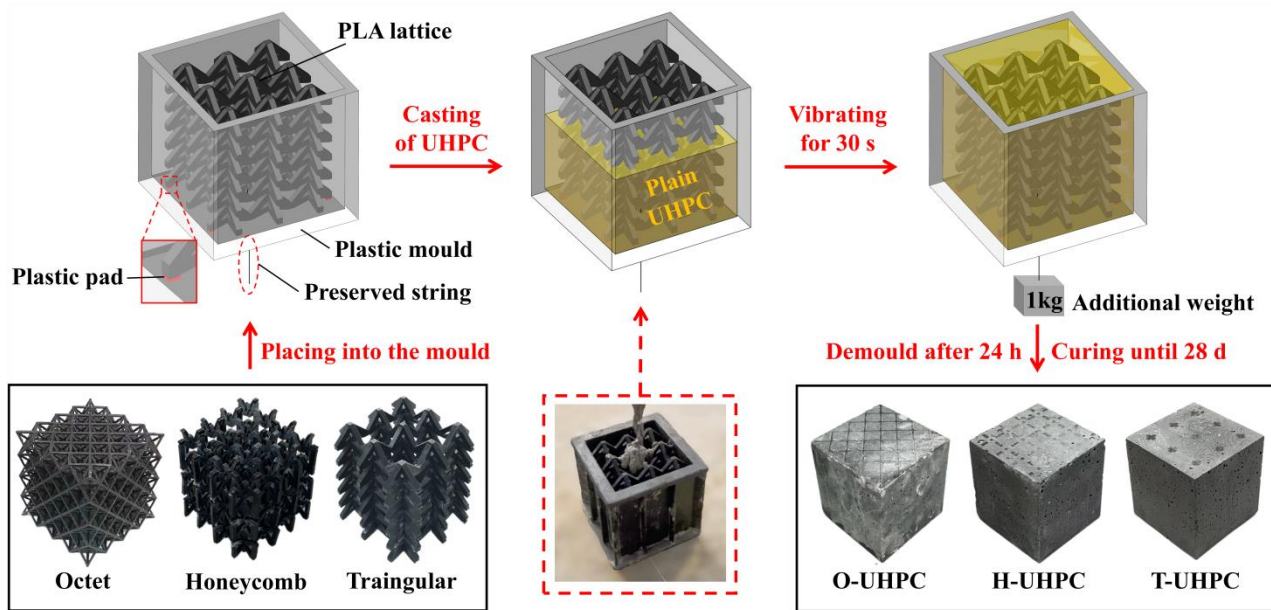 PLA lattice
Casting
of UHPC
Vibrating
for 30 s
Plain
UHPC
Plastic mould
Plastic pad
Preserved string
1kg
Additional weight
Placing into the mould
Demould after 24 h
Curing until 28 d
Octet
Honeycomb
Traingular
O-UHPC
H-UHPC
T-UHPC